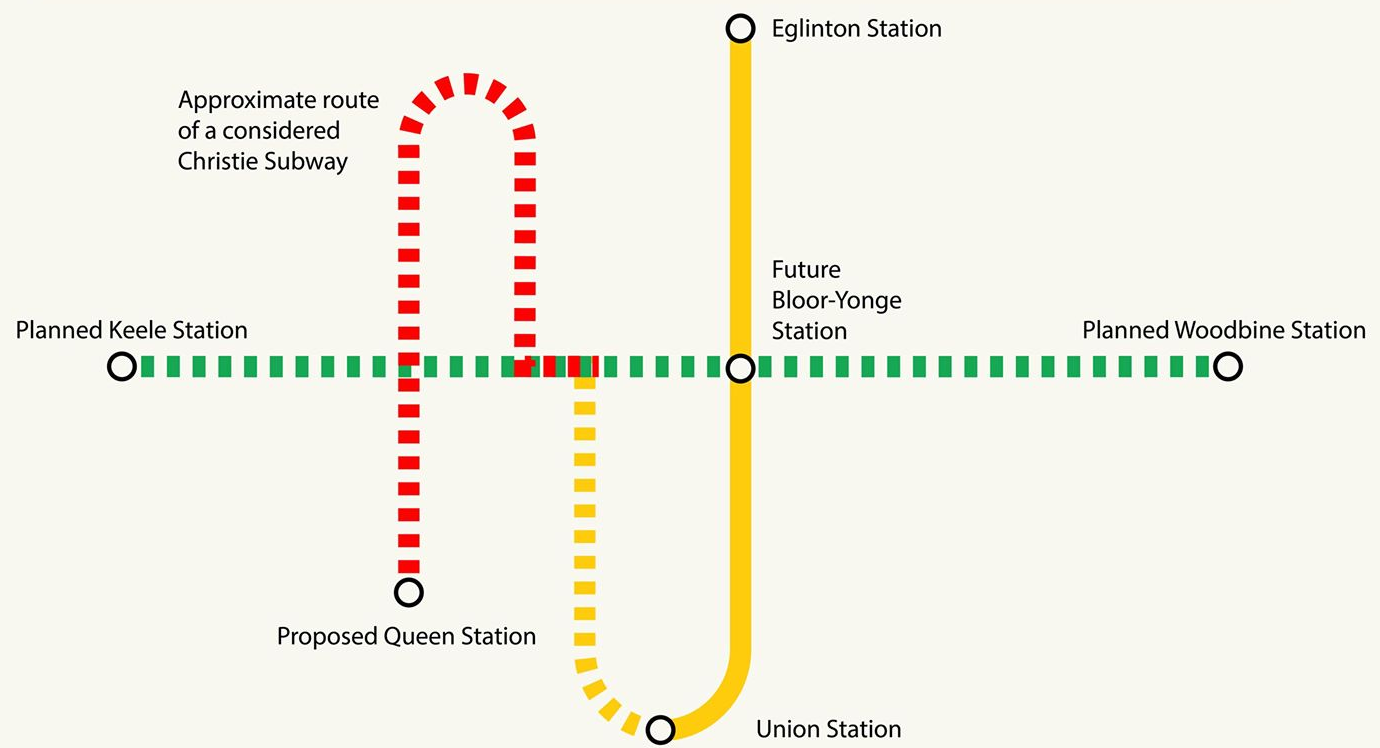 Eglinton Station
Approximate route
of a considered
Christie Subway
Future
Bloor-Yonge
Station
Planned Keele Station
Planned Woodbine Station
Proposed Queen Station
Union Station